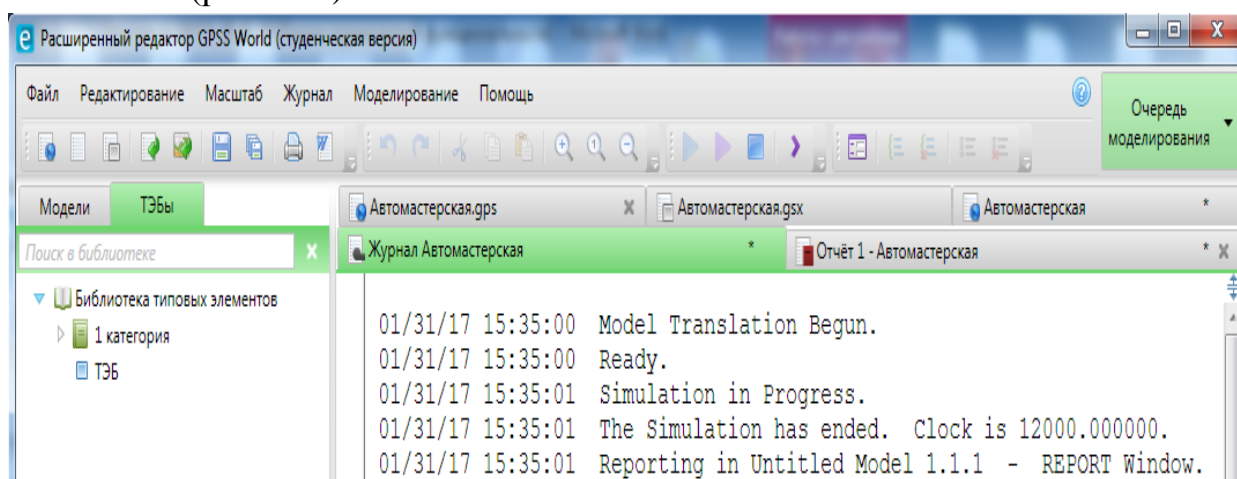 Расширенный редактор GPSS World (студенческая версия)
Файл Редактирование Масштаб Журнал Моделирование Помощь
Очередь
моделирования
Модели ТЭБы
Автомастерская.gps
Автомастерская.gsx
Автомастерская *
Поиск в библиотеке
Журнал Автомастерская *
Отчёт 1 - Автомастерская *
Библиотека типовых элементов
1 категория
ТЭБ
01/31/17 15:35:00 Model Translation Begun.
01/31/17 15:35:00 Ready.
01/31/17 15:35:01 Simulation in Progress.
01/31/17 15:35:01 The Simulation has ended. Clock is 12000.000000.
01/31/17 15:35:01 Reporting in Untitled Model 1.1.1 - REPORT Window.